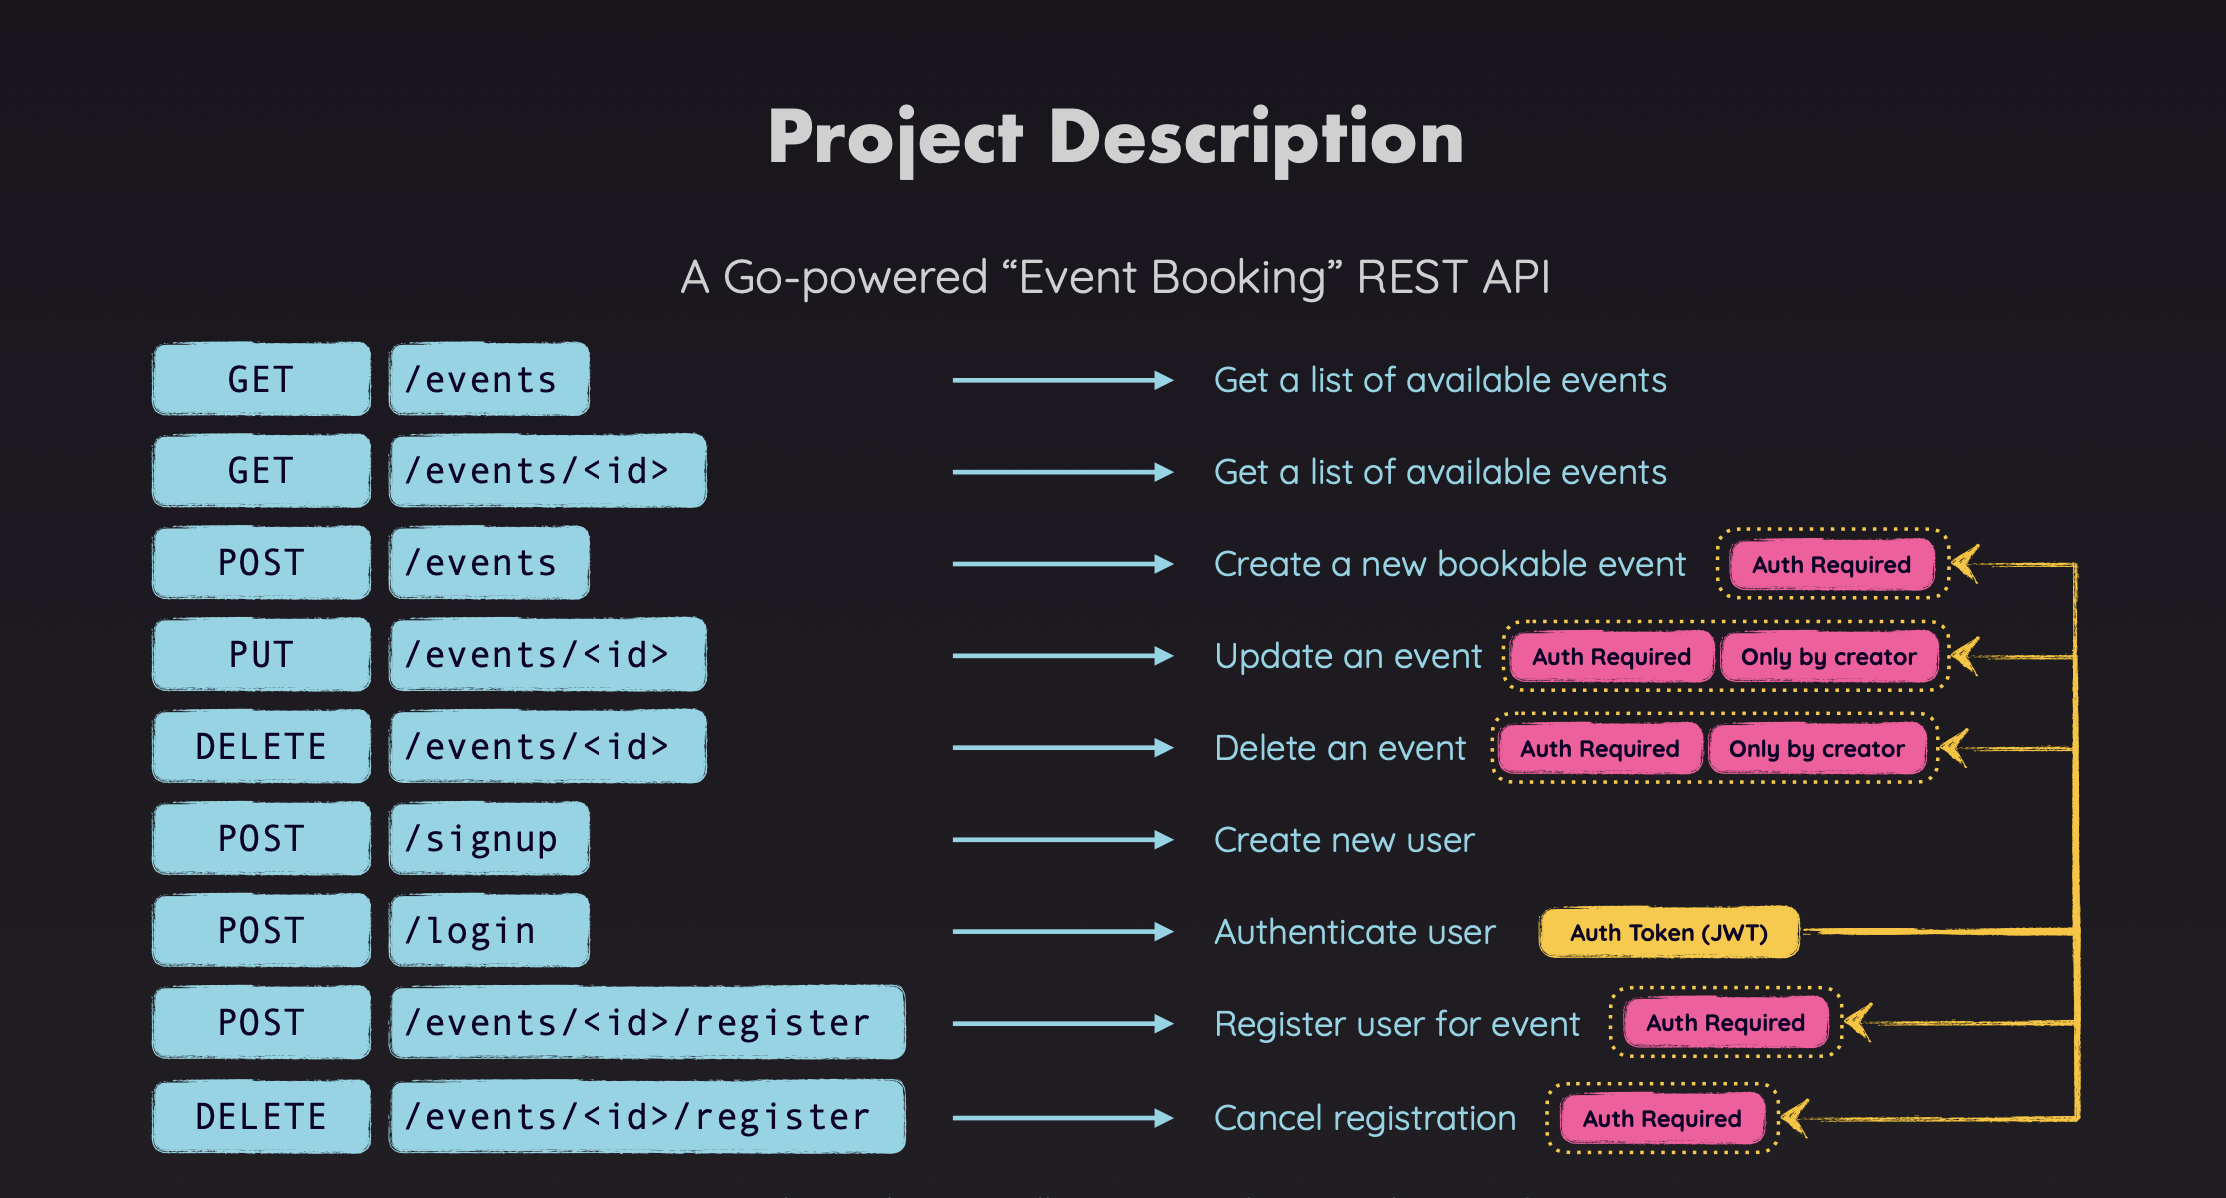 Project Description
A Go-powered “Event Booking” REST API
GET /events Get a list of available events
GET /events/<id> Get a list of available events
POST /events Create a new bookable event Auth Required
PUT /events/<id> Update an event Auth Required Only by creator
DELETE /events/<id> Delete an event Auth Required Only by creator
POST /signup Create new user
POST /login Authenticate user Auth Token (JWT)
POST /events/<id>/register Register user for event Auth Required
DELETE /events/<id>/register Cancel registration Auth Required